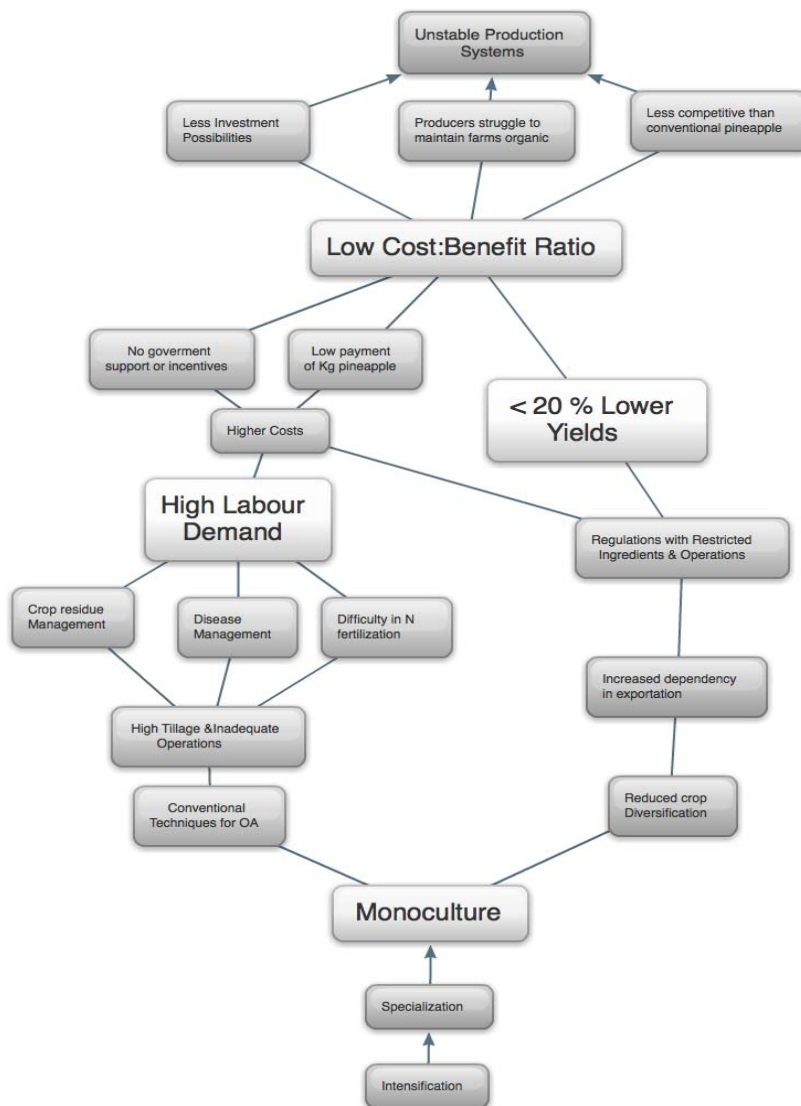 Unstable Production
Systems
Less Investment
Possibilities
Producers struggle to
maintain farms organic
Less competitive than
conventional pineapple
Low Cost:Benefit Ratio
No goverment
support or incentives
Low payment
of Kg pineapple
< 20 % Lower
Yields
Higher Costs
High Labour
Demand
Regulations with Restricted
Ingredients & Operations
Crop residue
Management
Disease
Management
Difficulty in N
fertilization
Increased dependency
in exportation
High Tillage &Inadequate
Operations
Conventional
Techniques for OA
Reduced crop
Diversification
Monoculture
Specialization
Intensification